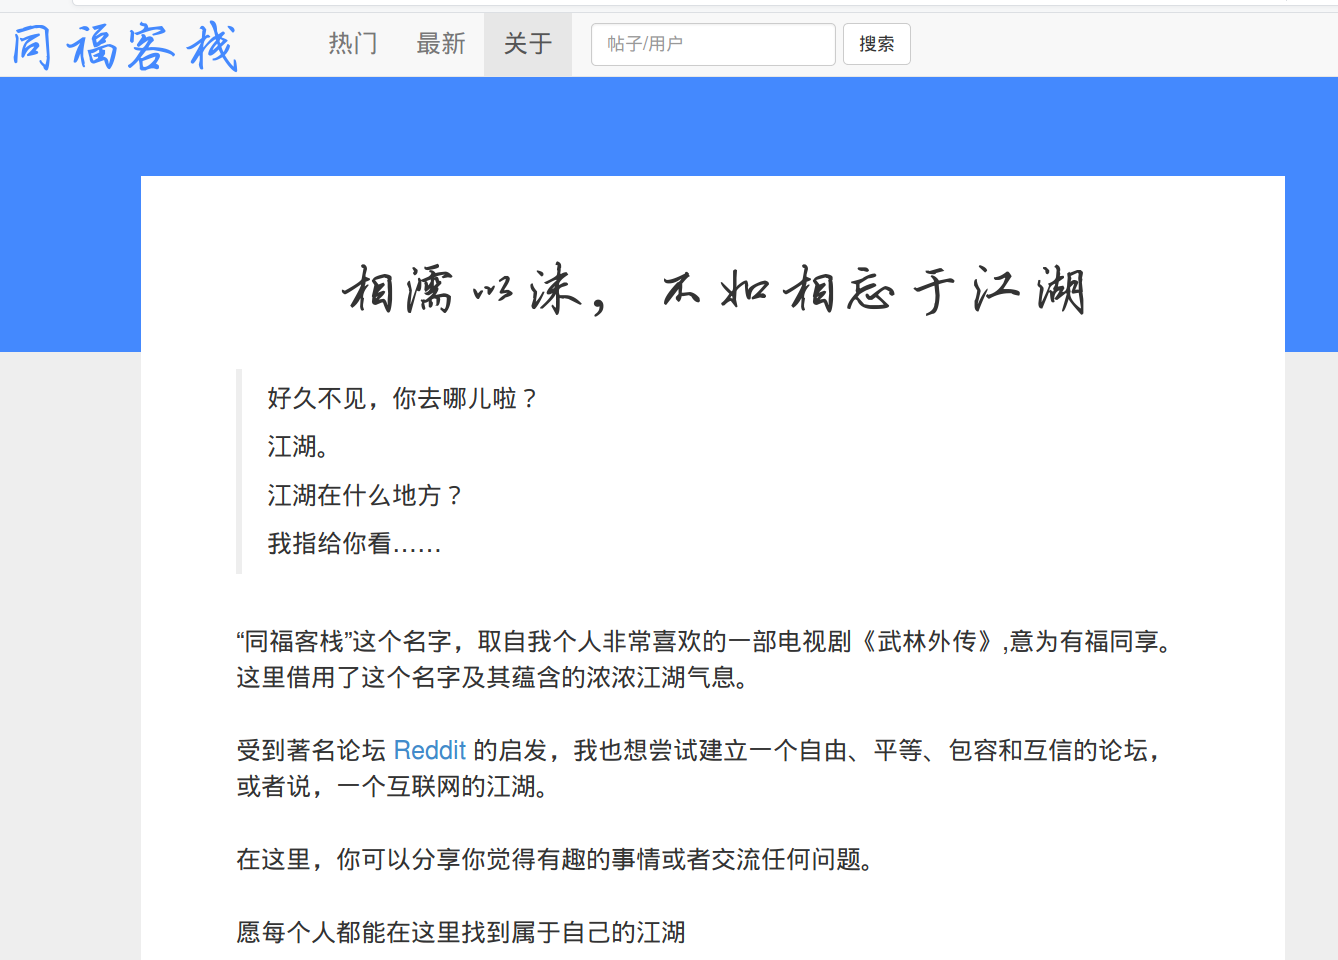 同福客栈
热门 最新 关于 帖子/用户 搜索
相濡以沫，不如相忘于江湖
好久不见，你去哪儿啦？
江湖。
江湖在什么地方？
我指给你看……
“同福客栈”这个名字，取自我个人非常喜欢的一部电视剧《武林外传》,意为有福同享。
这里借用了这个名字及其蕴含的浓浓江湖气息。
受到著名论坛 Reddit 的启发，我也想尝试建立一个自由、平等、包容和互信的论坛，
或者说，一个互联网的江湖。
在这里，你可以分享你觉得有趣的事情或者交流任何问题。
愿每个人都能在这里找到属于自己的江湖